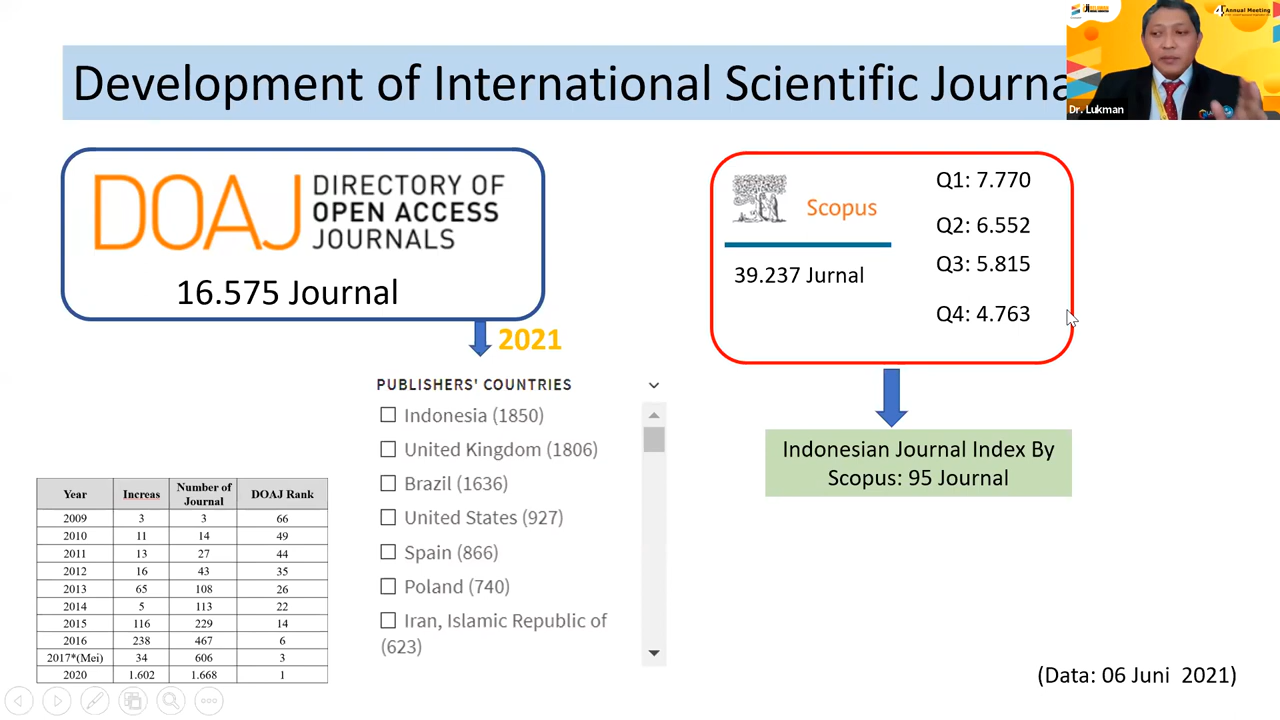 Development of International Scientific Journa
Annual Meeting
Dr. Lukman
DOAJ
DIRECTORY OF
OPEN ACCESS
JOURNALS
16.575 Journal
2021
PUBLISHERS' COUNTRIES
Indonesia (1850)
United Kingdom (1806)
Brazil (1636)
United States (927)
Spain (866)
Poland (740)
Iran, Islamic Republic of
(623)
Year Increas Number of Journal DOAJ Rank
2009 3 3 66
2010 11 14 49
2011 13 27 44
2012 16 43 35
2013 65 108 26
2014 5 113 22
2015 116 229 14
2016 238 467 6
2017*(Mei) 34 606 3
2020 1.602 1.668 1
Scopus
39.237 Jurnal
Q1: 7.770
Q2: 6.552
Q3: 5.815
Q4: 4.763
Indonesian Journal Index By
Scopus: 95 Journal
(Data: 06 Juni 2021)